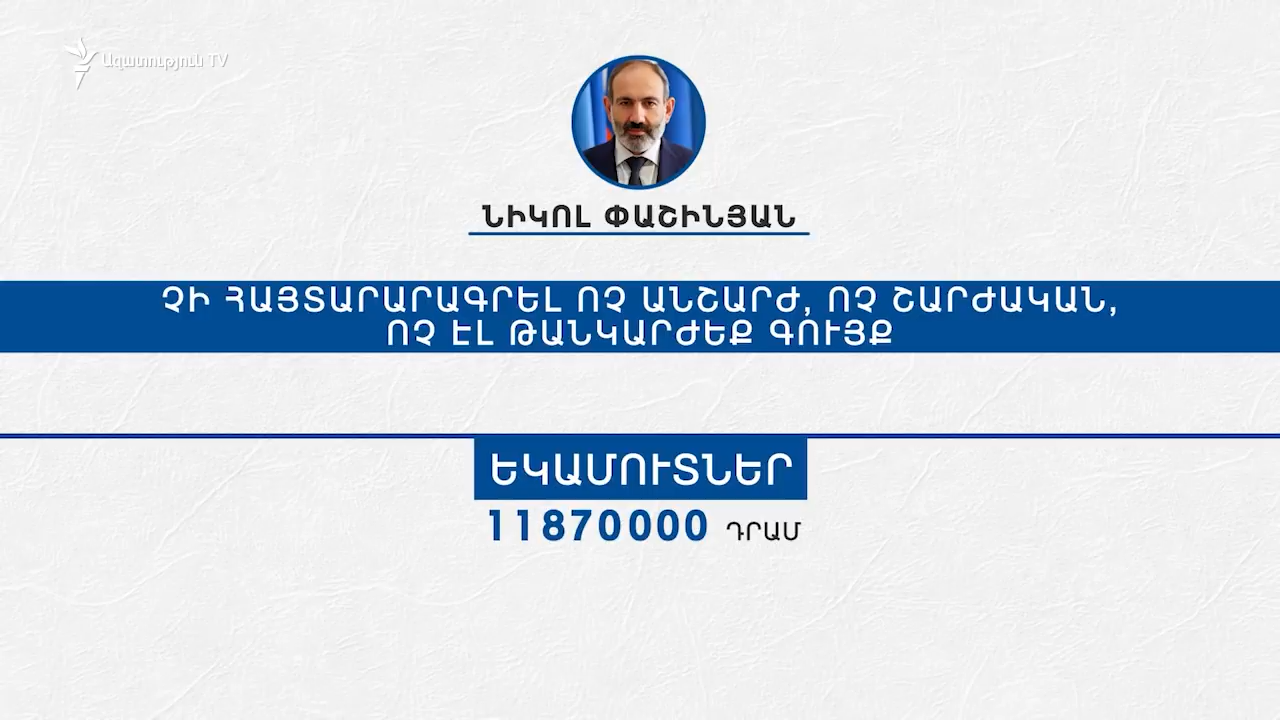 Ազատություն TV
ՆԻԿՈԼ ՓԱՇԻՆՅԱՆ
ՉԻ ՀԱՅՏԱՐԱՐԱԳՐԵԼ ՈՉ ԱՆՇԱՐԺ, ՈՉ ՇԱՐԺԱԿԱՆ,
ՈՉ ԷԼ ԹԱՆԿԱՐԺԵՔ ԳՈՒՅՔ
ԵԿԱՄՈՒՏՆԵՐ
11870000 ԴՐԱՄ